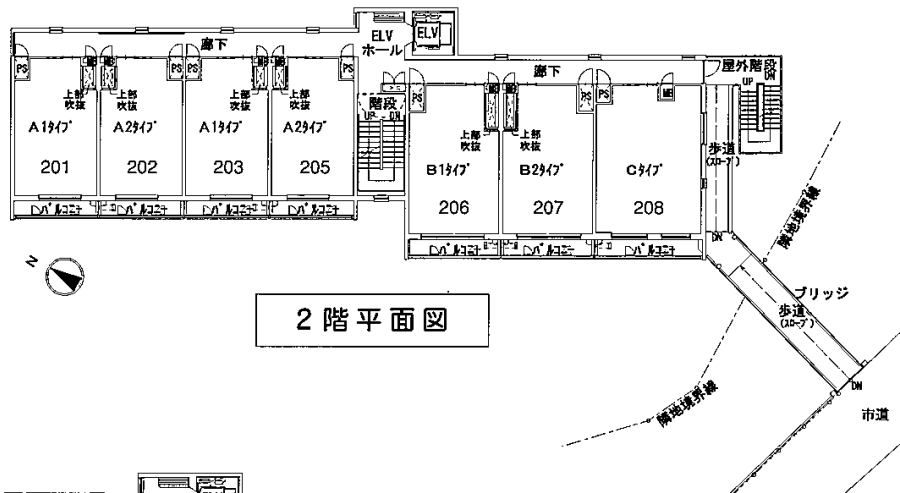 ELV
ホール
ELV
廊下
廊下
屋外階段
UP
PS
MB
MB
PS
PS
MB
MB
PS
PS
MB
MB
PS
PS
MB
上部
吹抜
上部
吹抜
上部
吹抜
上部
吹抜
階段
UP
DN
A1タイプ
A2タイプ
A1タイプ
A2タイプ
201
202
203
205
上部
吹抜
上部
吹抜
B1タイプ
B2タイプ
Cタイプ
206
207
208
歩道
(スロープ)
バルコニー
バルコニー
バルコニー
バルコニー
バルコニー
バルコニー
バルコニー
DN
隣地境界線
N
2階平面図
ブリッジ
歩道
(スロープ)
DN
隣地境界線
市道